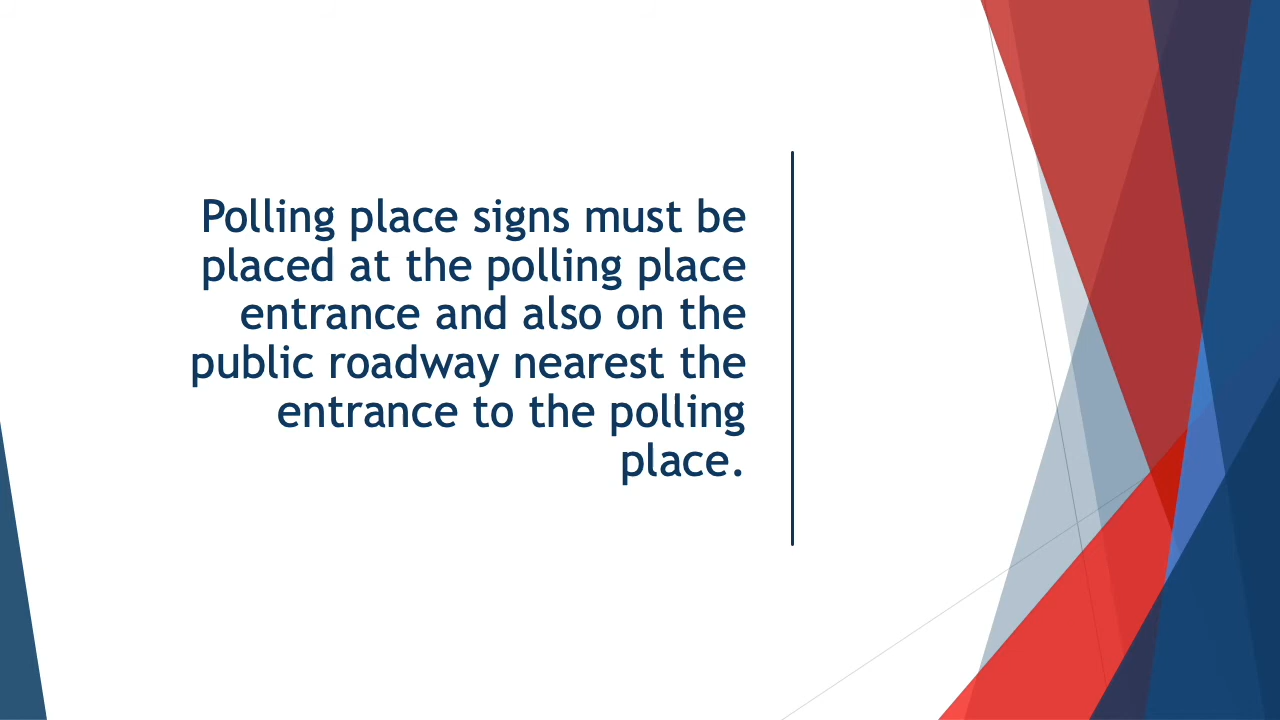 Polling place signs must be
placed at the polling place
entrance and also on the
public roadway nearest the
entrance to the polling
place.